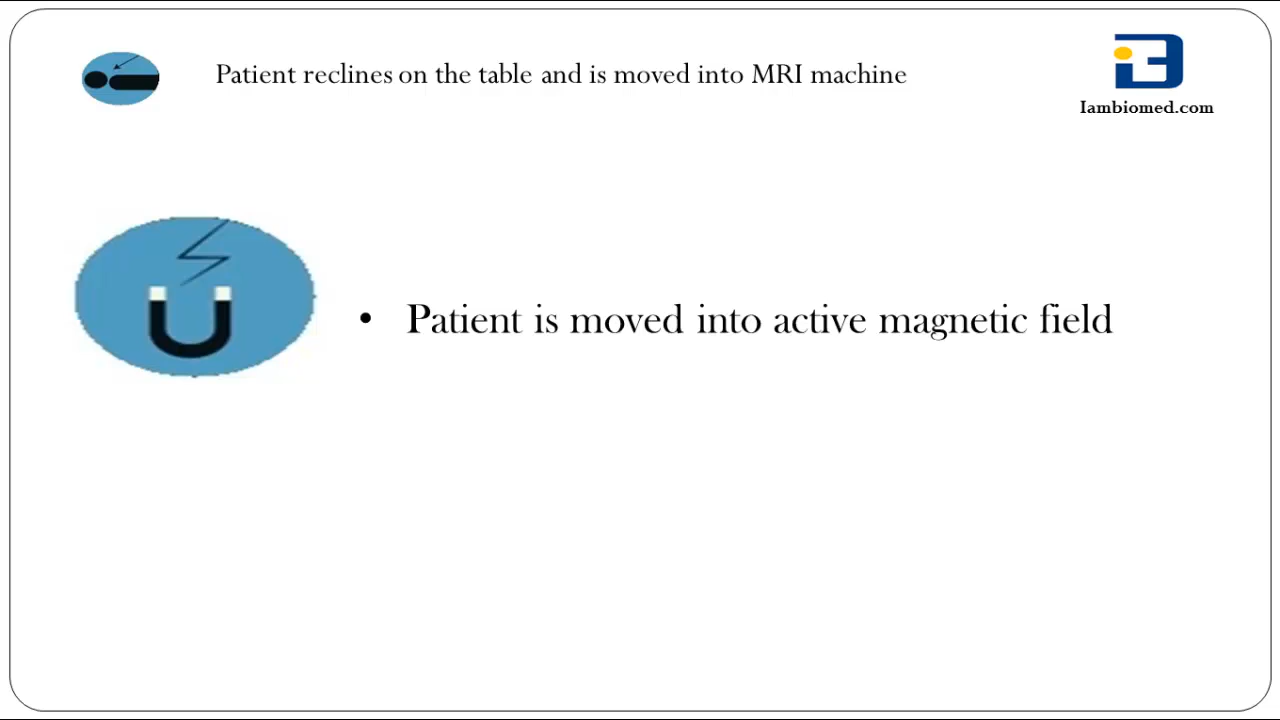 Patient reclines on the table and is moved into MRI machine
Iambiomed.com
• Patient is moved into active magnetic field